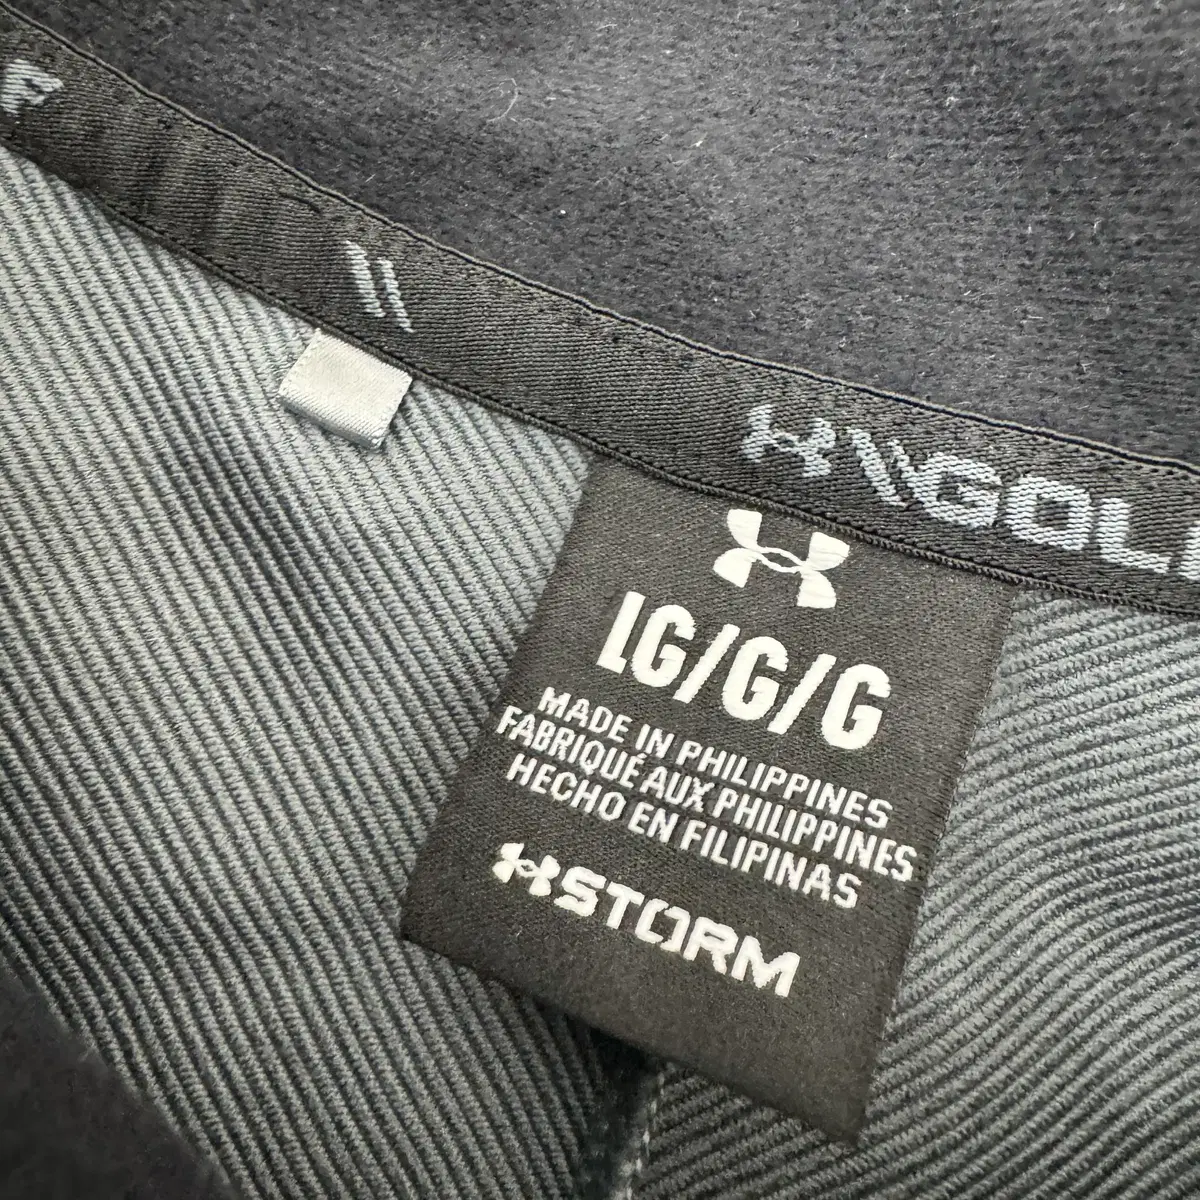 GOLF
LG/G/G
MADE IN PHILIPPINES
FABRIQUÉ AUX PHILIPPINES
HECHO EN FILIPINAS
STORM